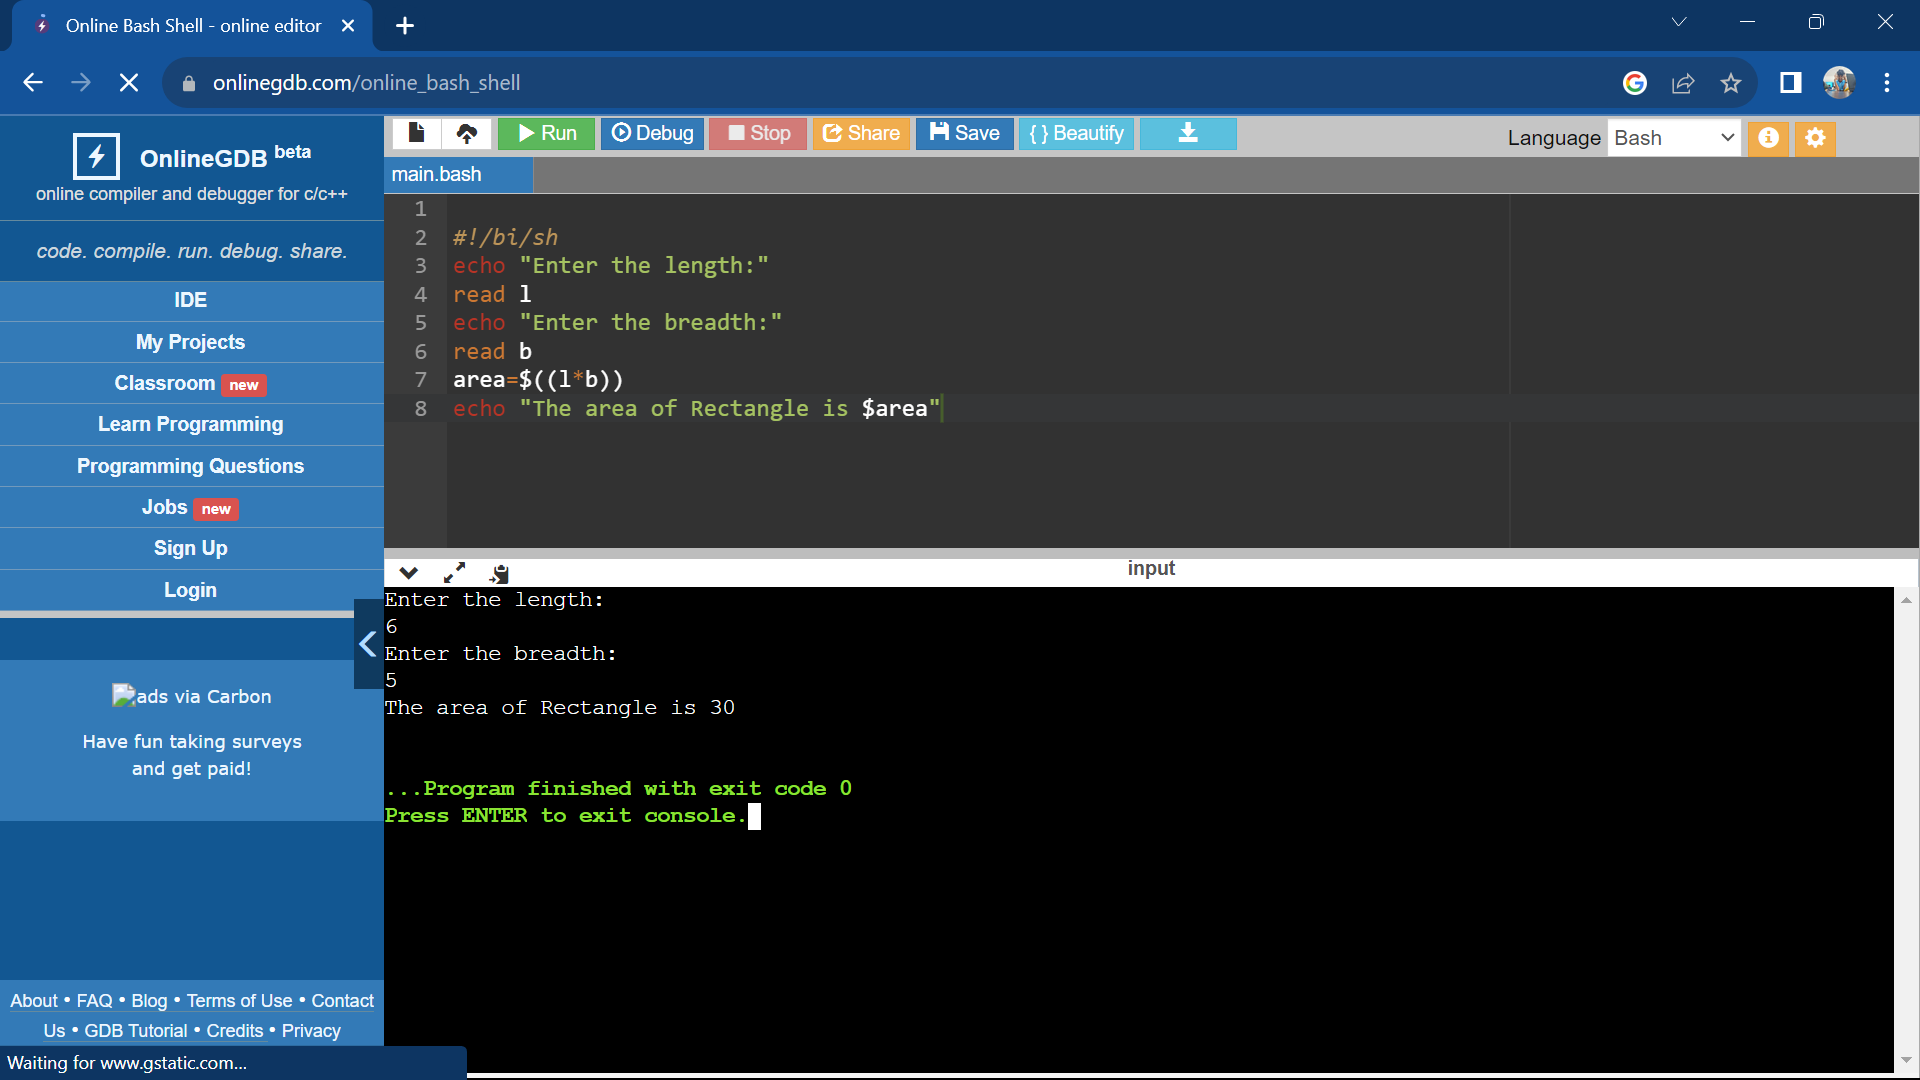 Online Bash Shell - online editor
onlinegdb.com/online_bash_shell
OnlineGDB beta
online compiler and debugger for c/c++
code. compile. run. debug. share.
IDE
My Projects
Classroom new
Learn Programming
Programming Questions
Jobs new
Sign Up
Login
ads via Carbon
Have fun taking surveys
and get paid!
About • FAQ • Blog • Terms of Use • Contact
Us • GDB Tutorial • Credits • Privacy
Waiting for www.gstatic.com...
Run Debug Stop Share Save { } Beautify
Language Bash
main.bash
1
2 #!/bi/sh
3 echo "Enter the length:"
4 read l
5 echo "Enter the breadth:"
6 read b
7 area=$((l*b))
8 echo "The area of Rectangle is $area"
input
Enter the length:
6
Enter the breadth:
5
The area of Rectangle is 30
...Program finished with exit code 0
Press ENTER to exit console.